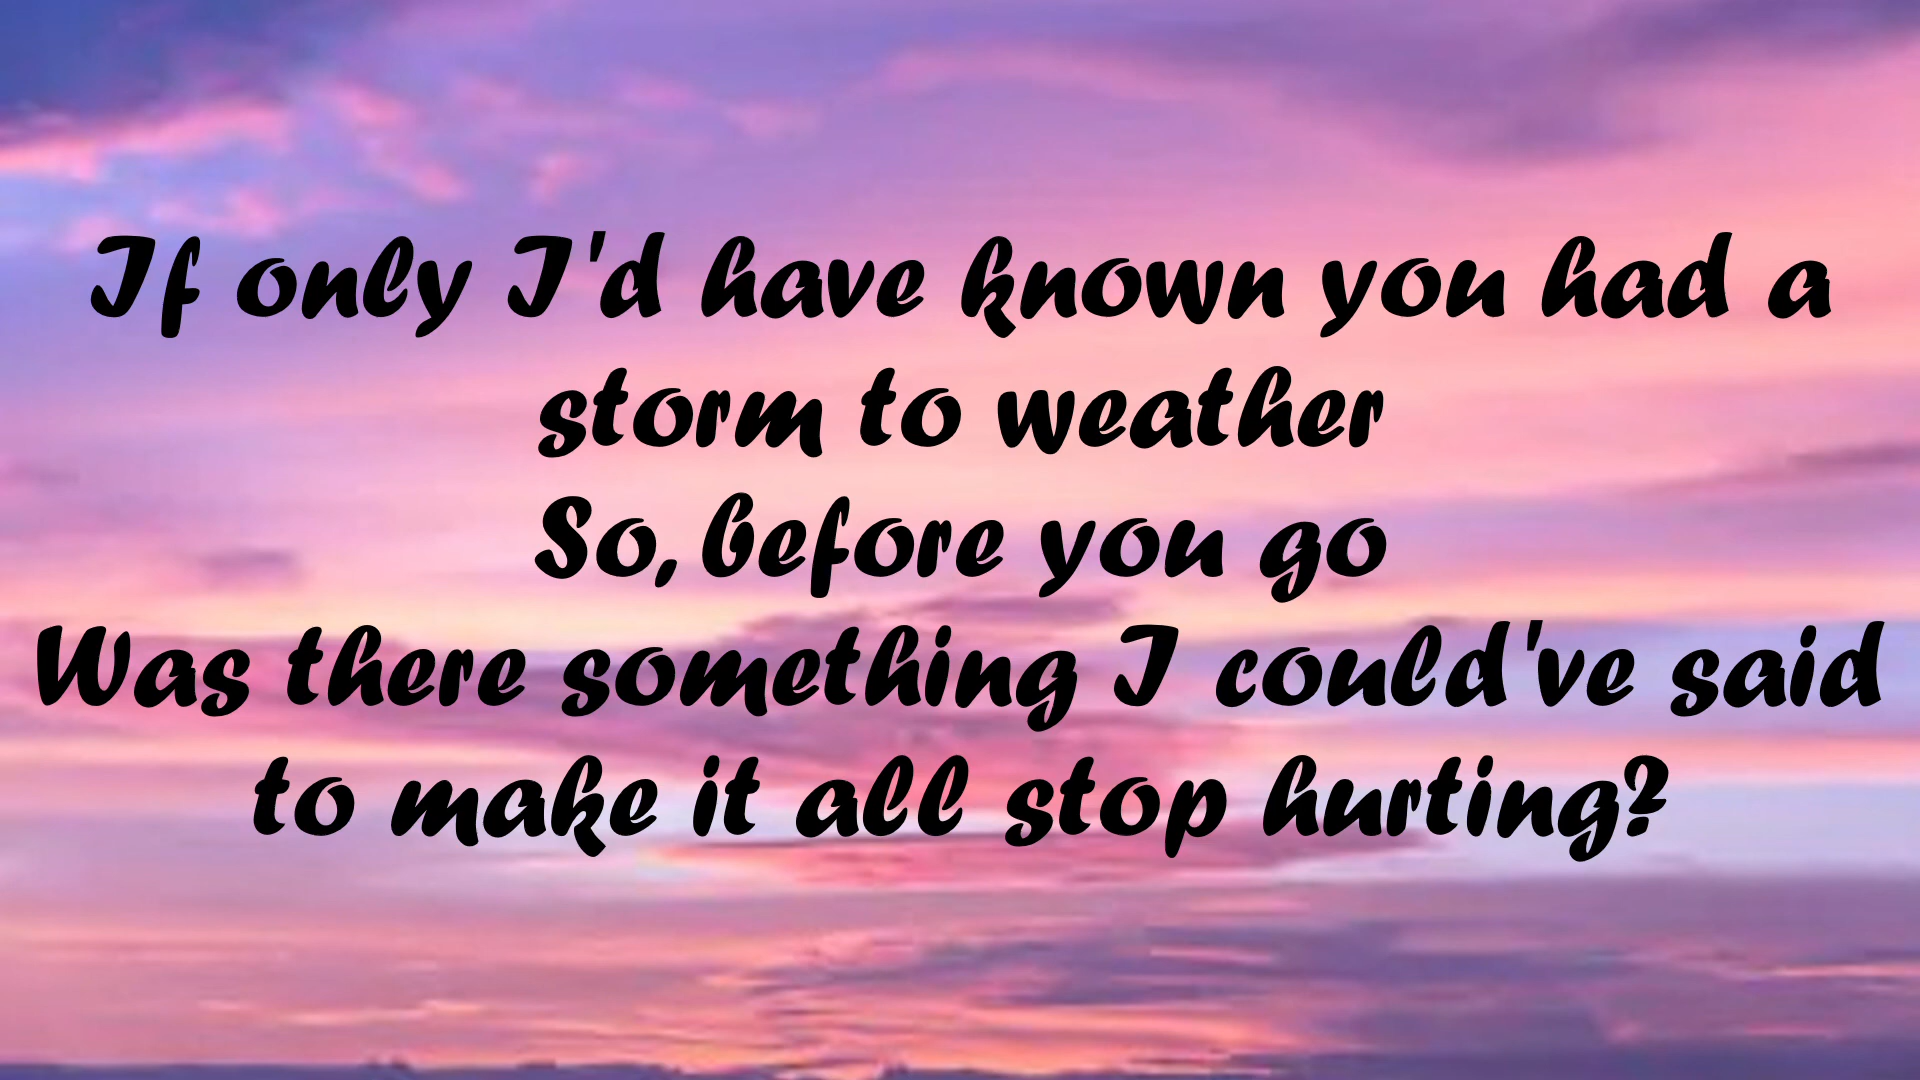 If only I'd have known you had a
storm to weather
So, before you go
Was there something I could've said
to make it all stop hurting?